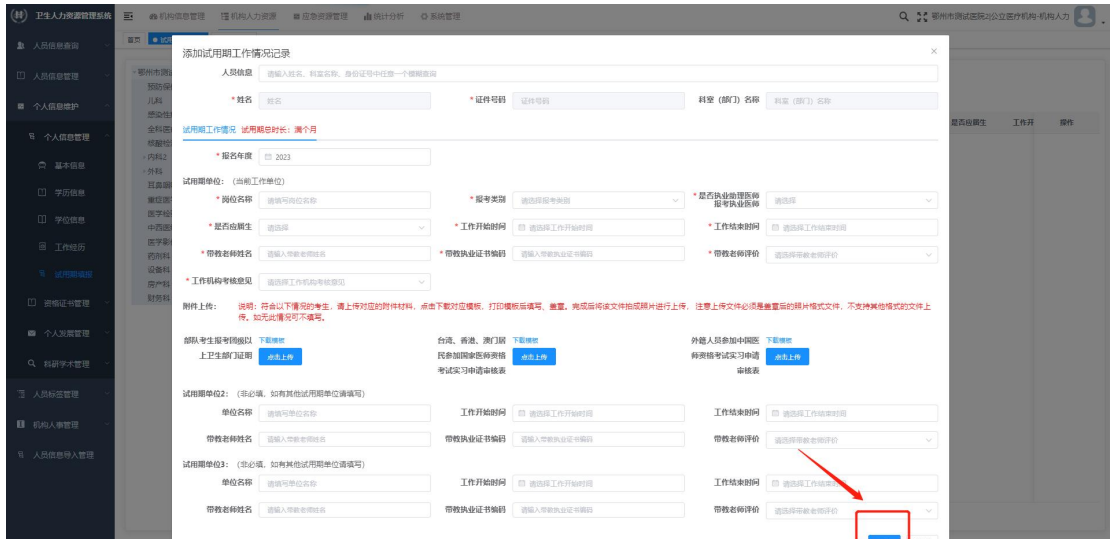 卫生人力资源管理系统
机构信息管理 机构人力资源 应急资源管理 统计分析 系统管理
鄂州市测试医院2|公立医疗机构-机构人力
人员信息查询
人员信息管理
个人信息维护
个人信息管理
基本信息
学历信息
学位信息
工作经历
试用期填报
资格证书管理
个人发展管理
科研学术管理
人员标签管理
机构人事管理
人员信息导入管理
首页
鄂州市测
预防保
儿科
感染性
全科医
核酸检
内科2
外科
耳鼻咽
重症医
医学检
中西医
医学影
药剂科
设备科
房产科
财务科
是否应届生 工作开 操作
添加试用期工作情况记录
人员信息 请输入姓名、科室名称、身份证号中任意一个模糊查询
*姓名 姓名 *证件号码 证件号码 科室（部门）名称 科室（部门）名称
试用期工作情况 试用期总时长：满个月
*报名年度 2023
试用期单位：（当前工作单位）
*岗位名称 请填写岗位名称 *报考类别 请选择报考类别 *是否执业助理医师报考执业医师 请选择
*是否应届生 请选择 *工作开始时间 请选择工作开始时间 *工作结束时间 请选择工作结束时间
*带教老师姓名 请输入带教老师姓名 *带教执业证书编码 请输入带教执业证书编码 *带教老师评价 请选择带教老师评价
*工作机构考核意见 请选择工作机构考核意见
附件上传： 说明：符合以下情况的考生，请上传对应的附件材料，点击下载对应模板，打印模板后填写、盖章。完成后将该文件拍成照片进行上传，注意上传文件必须是盖章后的照片格式文件，不支持其他格式的文件上
传。如无此情况可不填写。
部队考生报考团级以 下载模板 台湾、香港、澳门居 下载模板 外籍人员参加中国医 下载模板
上卫生部门证明 点击上传 民参加国家医师资格 点击上传 师资格考试实习申请 点击上传
考试实习申请审核表 审核表
试用期单位2：（非必填，如有其他试用期单位请填写）
单位名称 请填写单位名称 工作开始时间 请选择工作开始时间 工作结束时间 请选择工作结束时间
带教老师姓名 请输入带教老师姓名 带教执业证书编码 请输入带教执业证书编码 带教老师评价 请选择带教老师评价
试用期单位3：（非必填，如有其他试用期单位请填写）
单位名称 请填写单位名称 工作开始时间 请选择工作开始时间 工作结束时间 请选择工作结束时间
带教老师姓名 请输入带教老师姓名 带教执业证书编码 请输入带教执业证书编码 带教老师评价 请选择带教老师评价